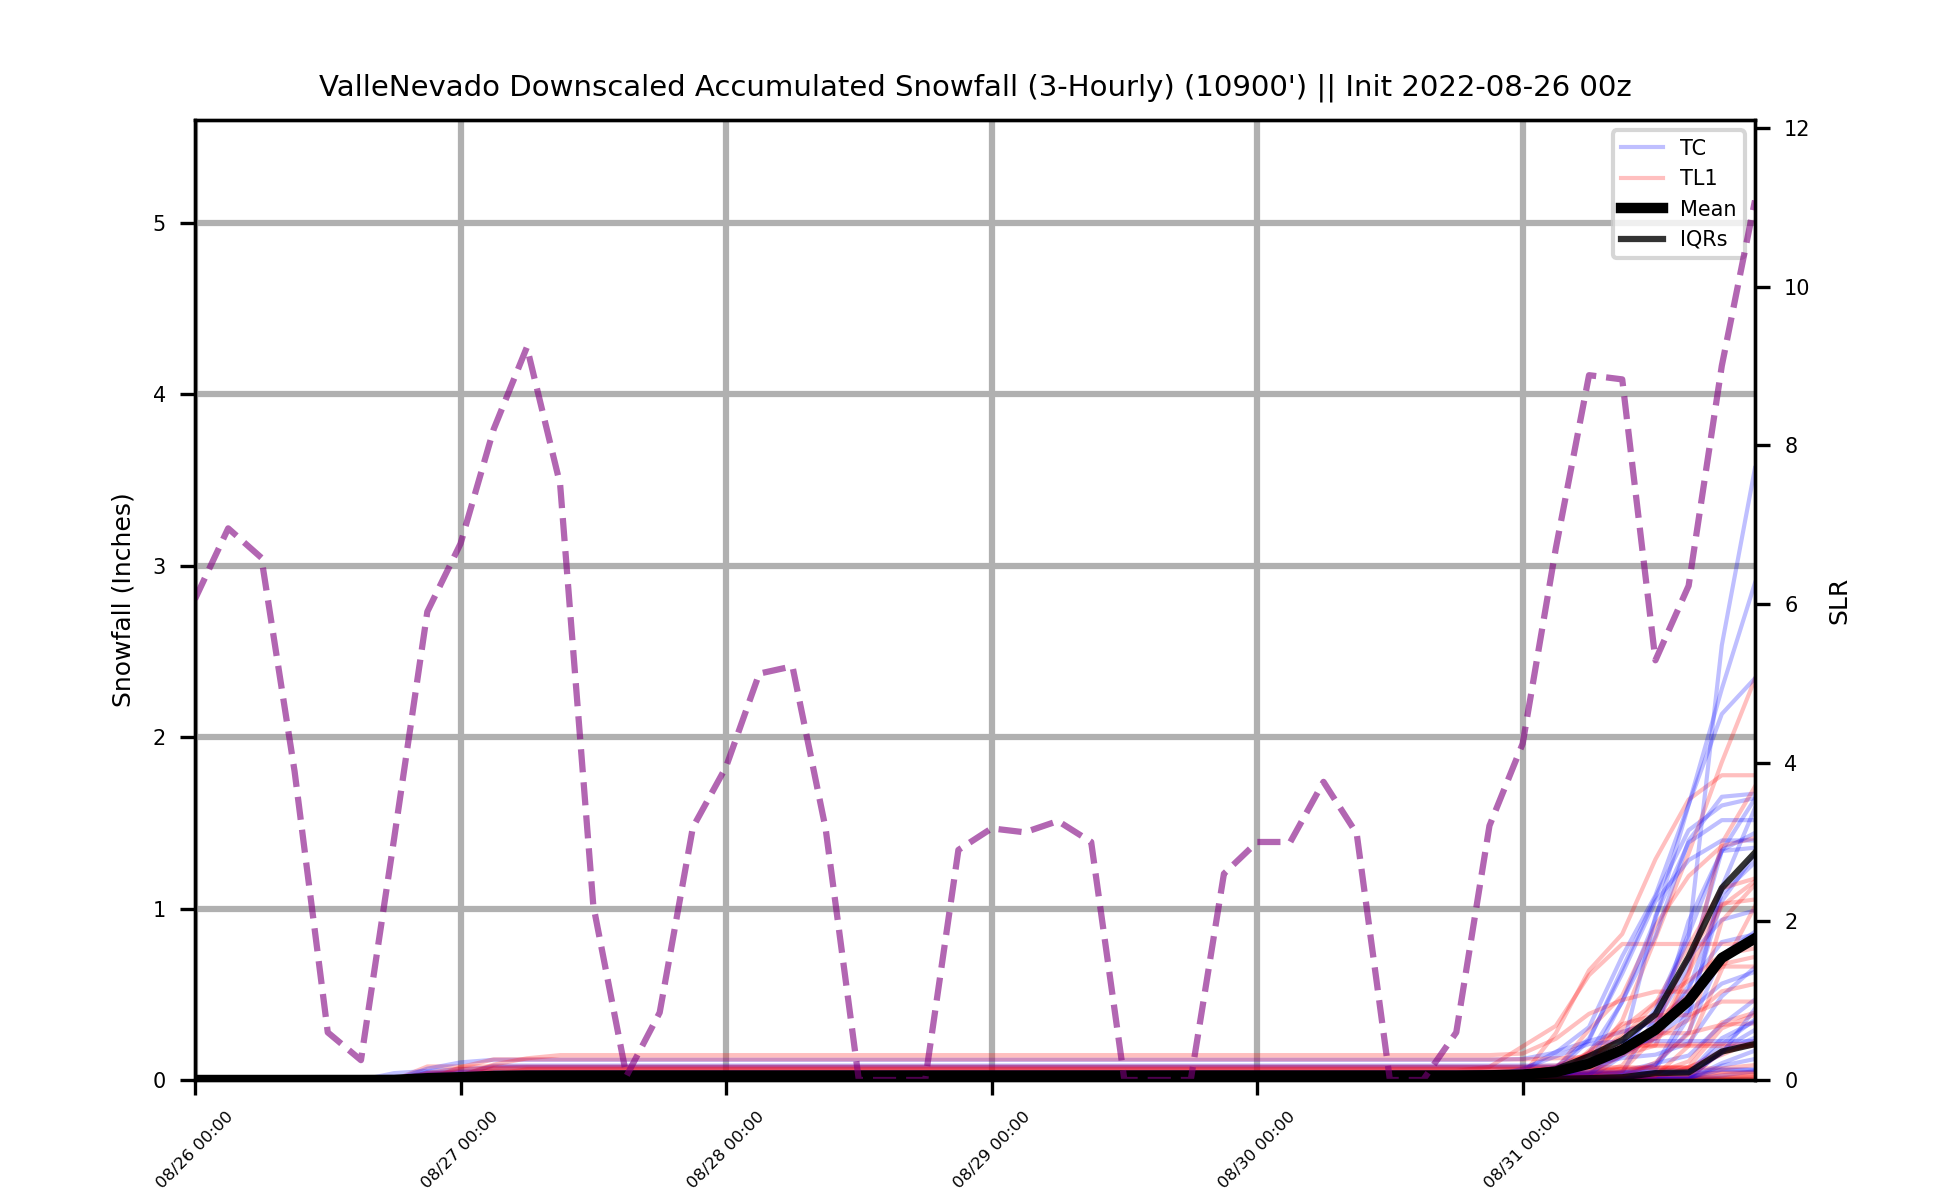 ValleNevado Downscaled Accumulated Snowfall (3-Hourly) (10900') || Init 2022-08-26 00z
TC
TL1
Mean
IQRs
Snowfall (Inches)
5
4
3
2
1
0
12
10
8
6
4
2
0
SLR
08/26 00:00
08/27 00:00
08/28 00:00
08/29 00:00
08/30 00:00
08/31 00:00